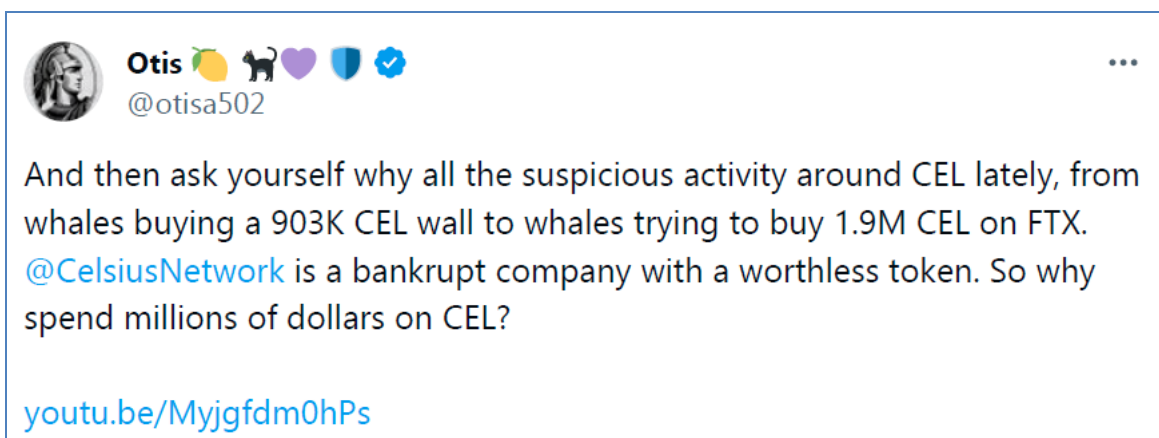 Otis 🍋 🐈‍⬛💜 🛡️
@otisa502
And then ask yourself why all the suspicious activity around CEL lately, from
whales buying a 903K CEL wall to whales trying to buy 1.9M CEL on FTX.
@CelsiusNetwork is a bankrupt company with a worthless token. So why
spend millions of dollars on CEL?
youtu.be/Myjgfdm0hPs